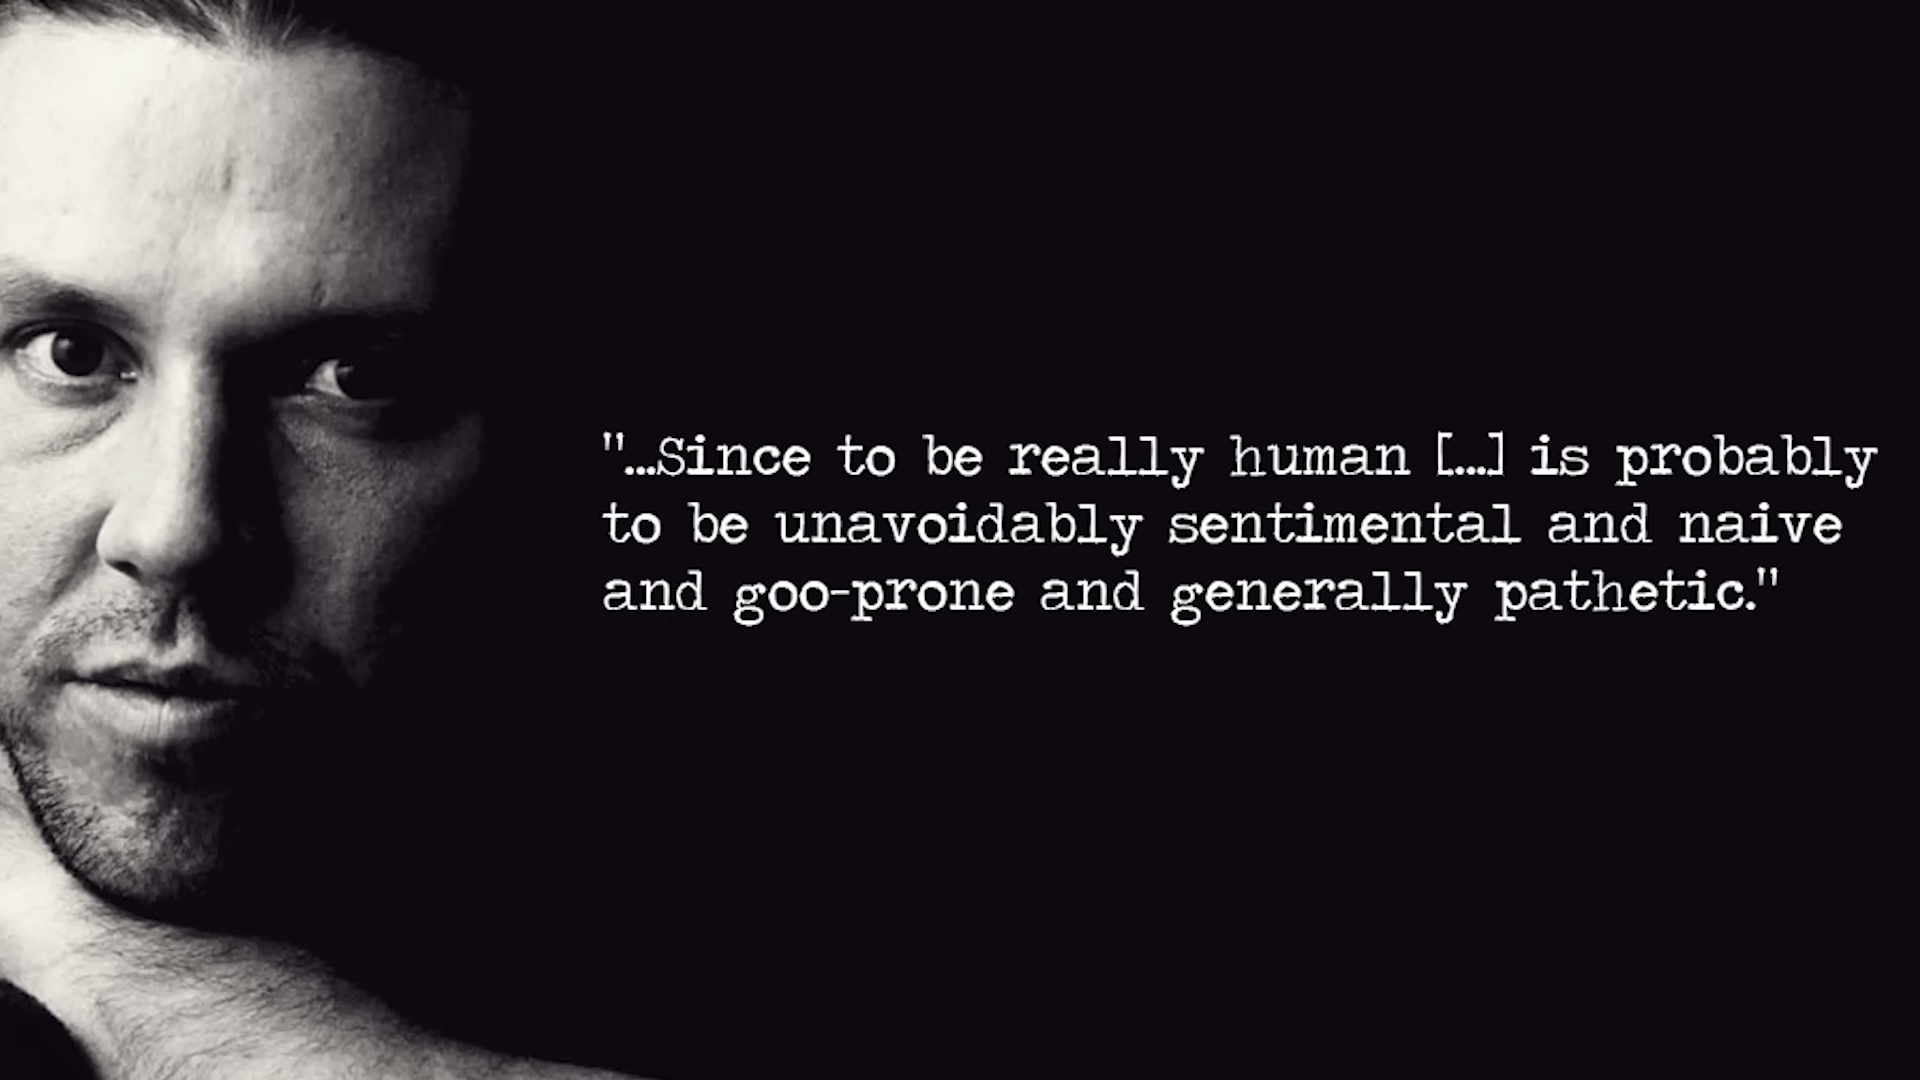 "...Since to be really human [...] is probably
to be unavoidably sentimental and naive
and goo-prone and generally pathetic."